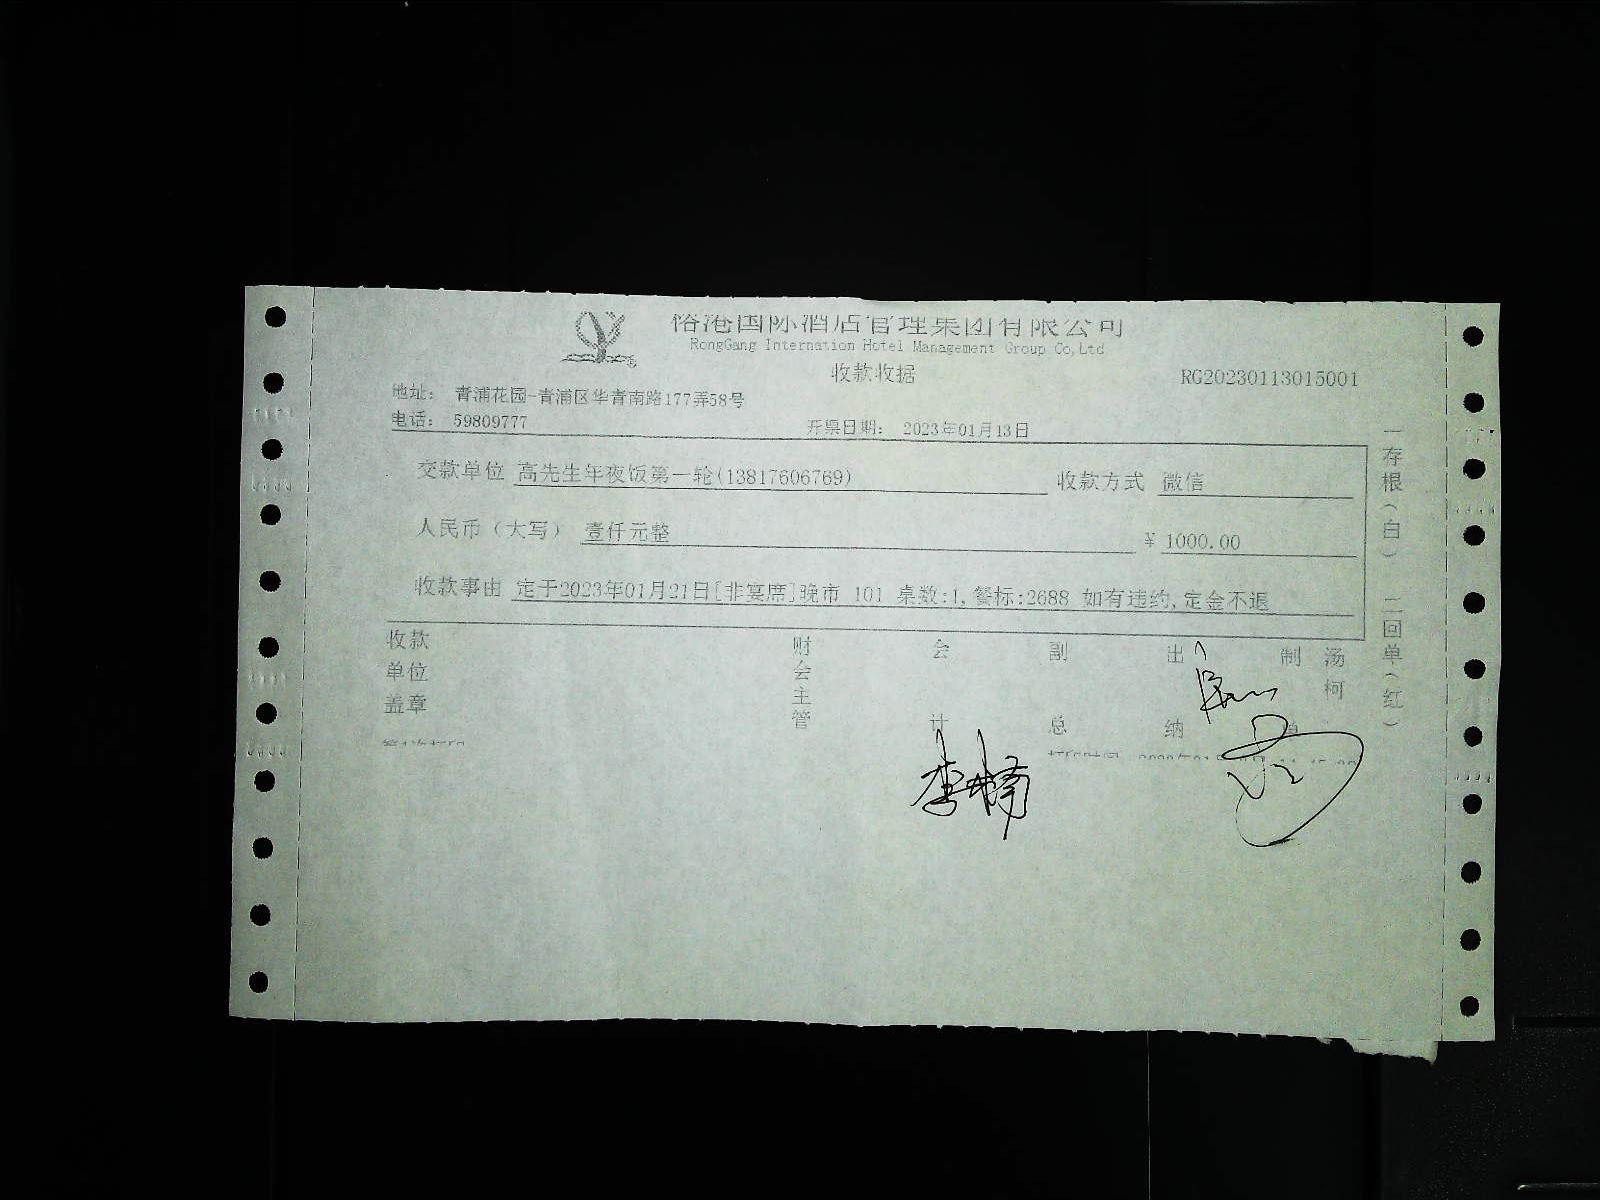 港国际酒店管理集团有限公司
RongGang Internation Hotel Management Group Co,Ltd
收款收据
RG20230113015001
地址： 青浦花园-青浦区华青南路177弄58号
电话： 59809777
开票日期： 2023年01月13日
交款单位 高先生年夜饭第一轮(13817606769)
收款方式 微信
人民币（大写） 壹仟元整
¥ 1000.00
收款事由 定于2023年01月21日[非宴席]晚市 101 桌数:1,餐标:2688 如有违约,定金不退
收款单位盖章
财会主管
会计
副总
出纳
制单
汤柯
李楠
一存根（白） 二回单（红）